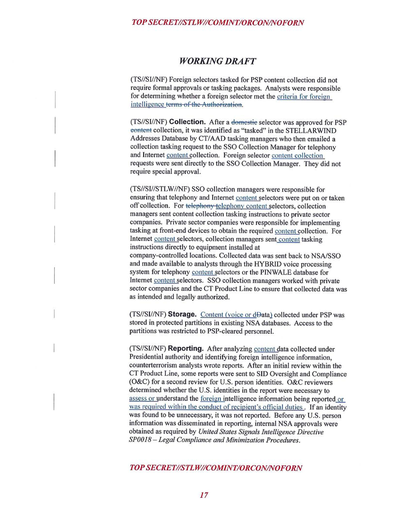 TOP SECRET//STLW//COMINT/ORCON/NOFORN
WORKING DRAFT
(TS//SI//NF) Foreign selectors tasked for PSP content collection did not
require formal approvals or tasking packages. Analysts were responsible
for determining whether a foreign selector met the criteria for foreign
intelligence terms of the Authorization.
(TS//SI//NF) Collection. After a domestic selector was approved for PSP
content collection, it was identified as "tasked" in the STELLARWIND
Addresses Database by CT/AAD tasking managers who then emailed a
collection tasking request to the SSO Collection Manager for telephony
and Internet content collection. Foreign selector content collection
requests were sent directly to the SSO Collection Manager. They did not
require special approval.
(TS//SI//STLW//NF) SSO collection managers were responsible for
ensuring that telephony and Internet content selectors were put on or taken
off collection. For telephony telephony content selectors, collection
managers sent content collection tasking instructions to private sector
companies. Private sector companies were responsible for implementing
tasking at front-end devices to obtain the required content collection. For
Internet content selectors, collection managers sent content tasking
instructions directly to equipment installed at
company-controlled locations. Collected data was sent back to NSA/SSO
and made available to analysts through the HYBRID voice processing
system for telephony content selectors or the PINWALE database for
Internet content selectors. SSO collection managers worked with private
sector companies and the CT Product Line to ensure that collected data was
as intended and legally authorized.
(TS//SI//NF) Storage. Content (voice or dData) collected under PSP was
stored in protected partitions in existing NSA databases. Access to the
partitions was restricted to PSP-cleared personnel.
(TS//SI//NF) Reporting. After analyzing content data collected under
Presidential authority and identifying foreign intelligence information,
counterterrorism analysts wrote reports. After an initial review within the
CT Product Line, some reports were sent to SID Oversight and Compliance
(O&C) for a second review for U.S. person identities. O&C reviewers
determined whether the U.S. identities in the report were necessary to
assess or understand the foreign intelligence information being reported or
was required within the conduct of recipient's official duties . If an identity
was found to be unnecessary, it was not reported. Before any U.S. person
information was disseminated in reporting, internal NSA approvals were
obtained as required by United States Signals Intelligence Directive
SP0018 – Legal Compliance and Minimization Procedures.
TOP SECRET//STLW//COMINT/ORCON/NOFORN
17